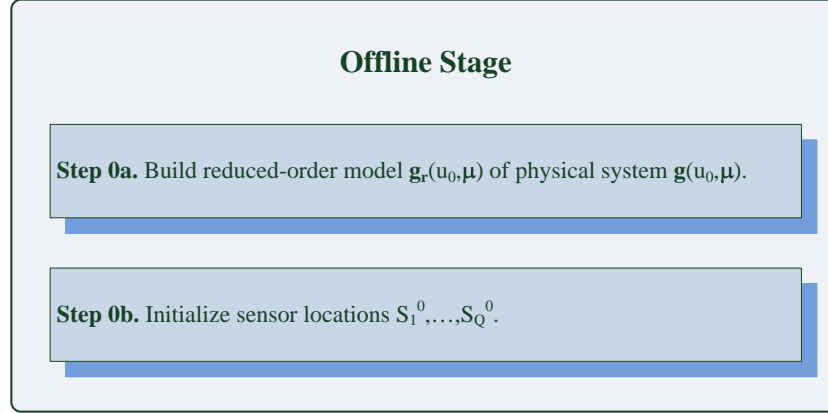 Offline Stage
Step 0a. Build reduced-order model gᵣ(u₀,μ) of physical system g(u₀,μ).
Step 0b. Initialize sensor locations S₁⁰,…,S_Q⁰.